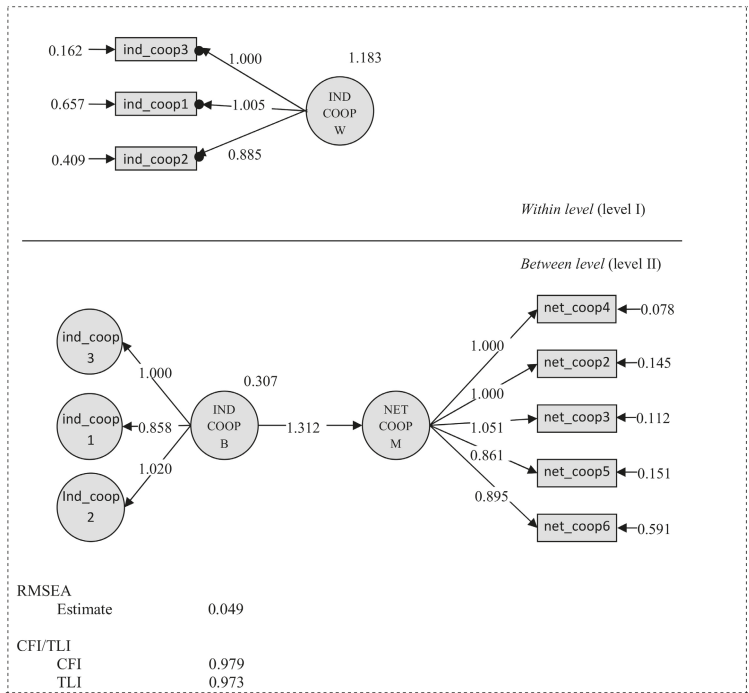 0.162
ind_coop3
1.000
1.183
0.657
ind_coop1
1.005
IND
COOP
W
0.409
ind_coop2
0.885
Within level (level I)
Between level (level II)
ind_coop
3
1.000
0.307
ind_coop
1
0.858
IND
COOP
B
1.312
NET
COOP
M
Ind_coop
2
1.020
1.000
net_coop4
0.078
1.000
net_coop2
0.145
1.051
net_coop3
0.112
0.861
net_coop5
0.151
0.895
net_coop6
0.591
RMSEA
Estimate 0.049
CFI/TLI
CFI 0.979
TLI 0.973